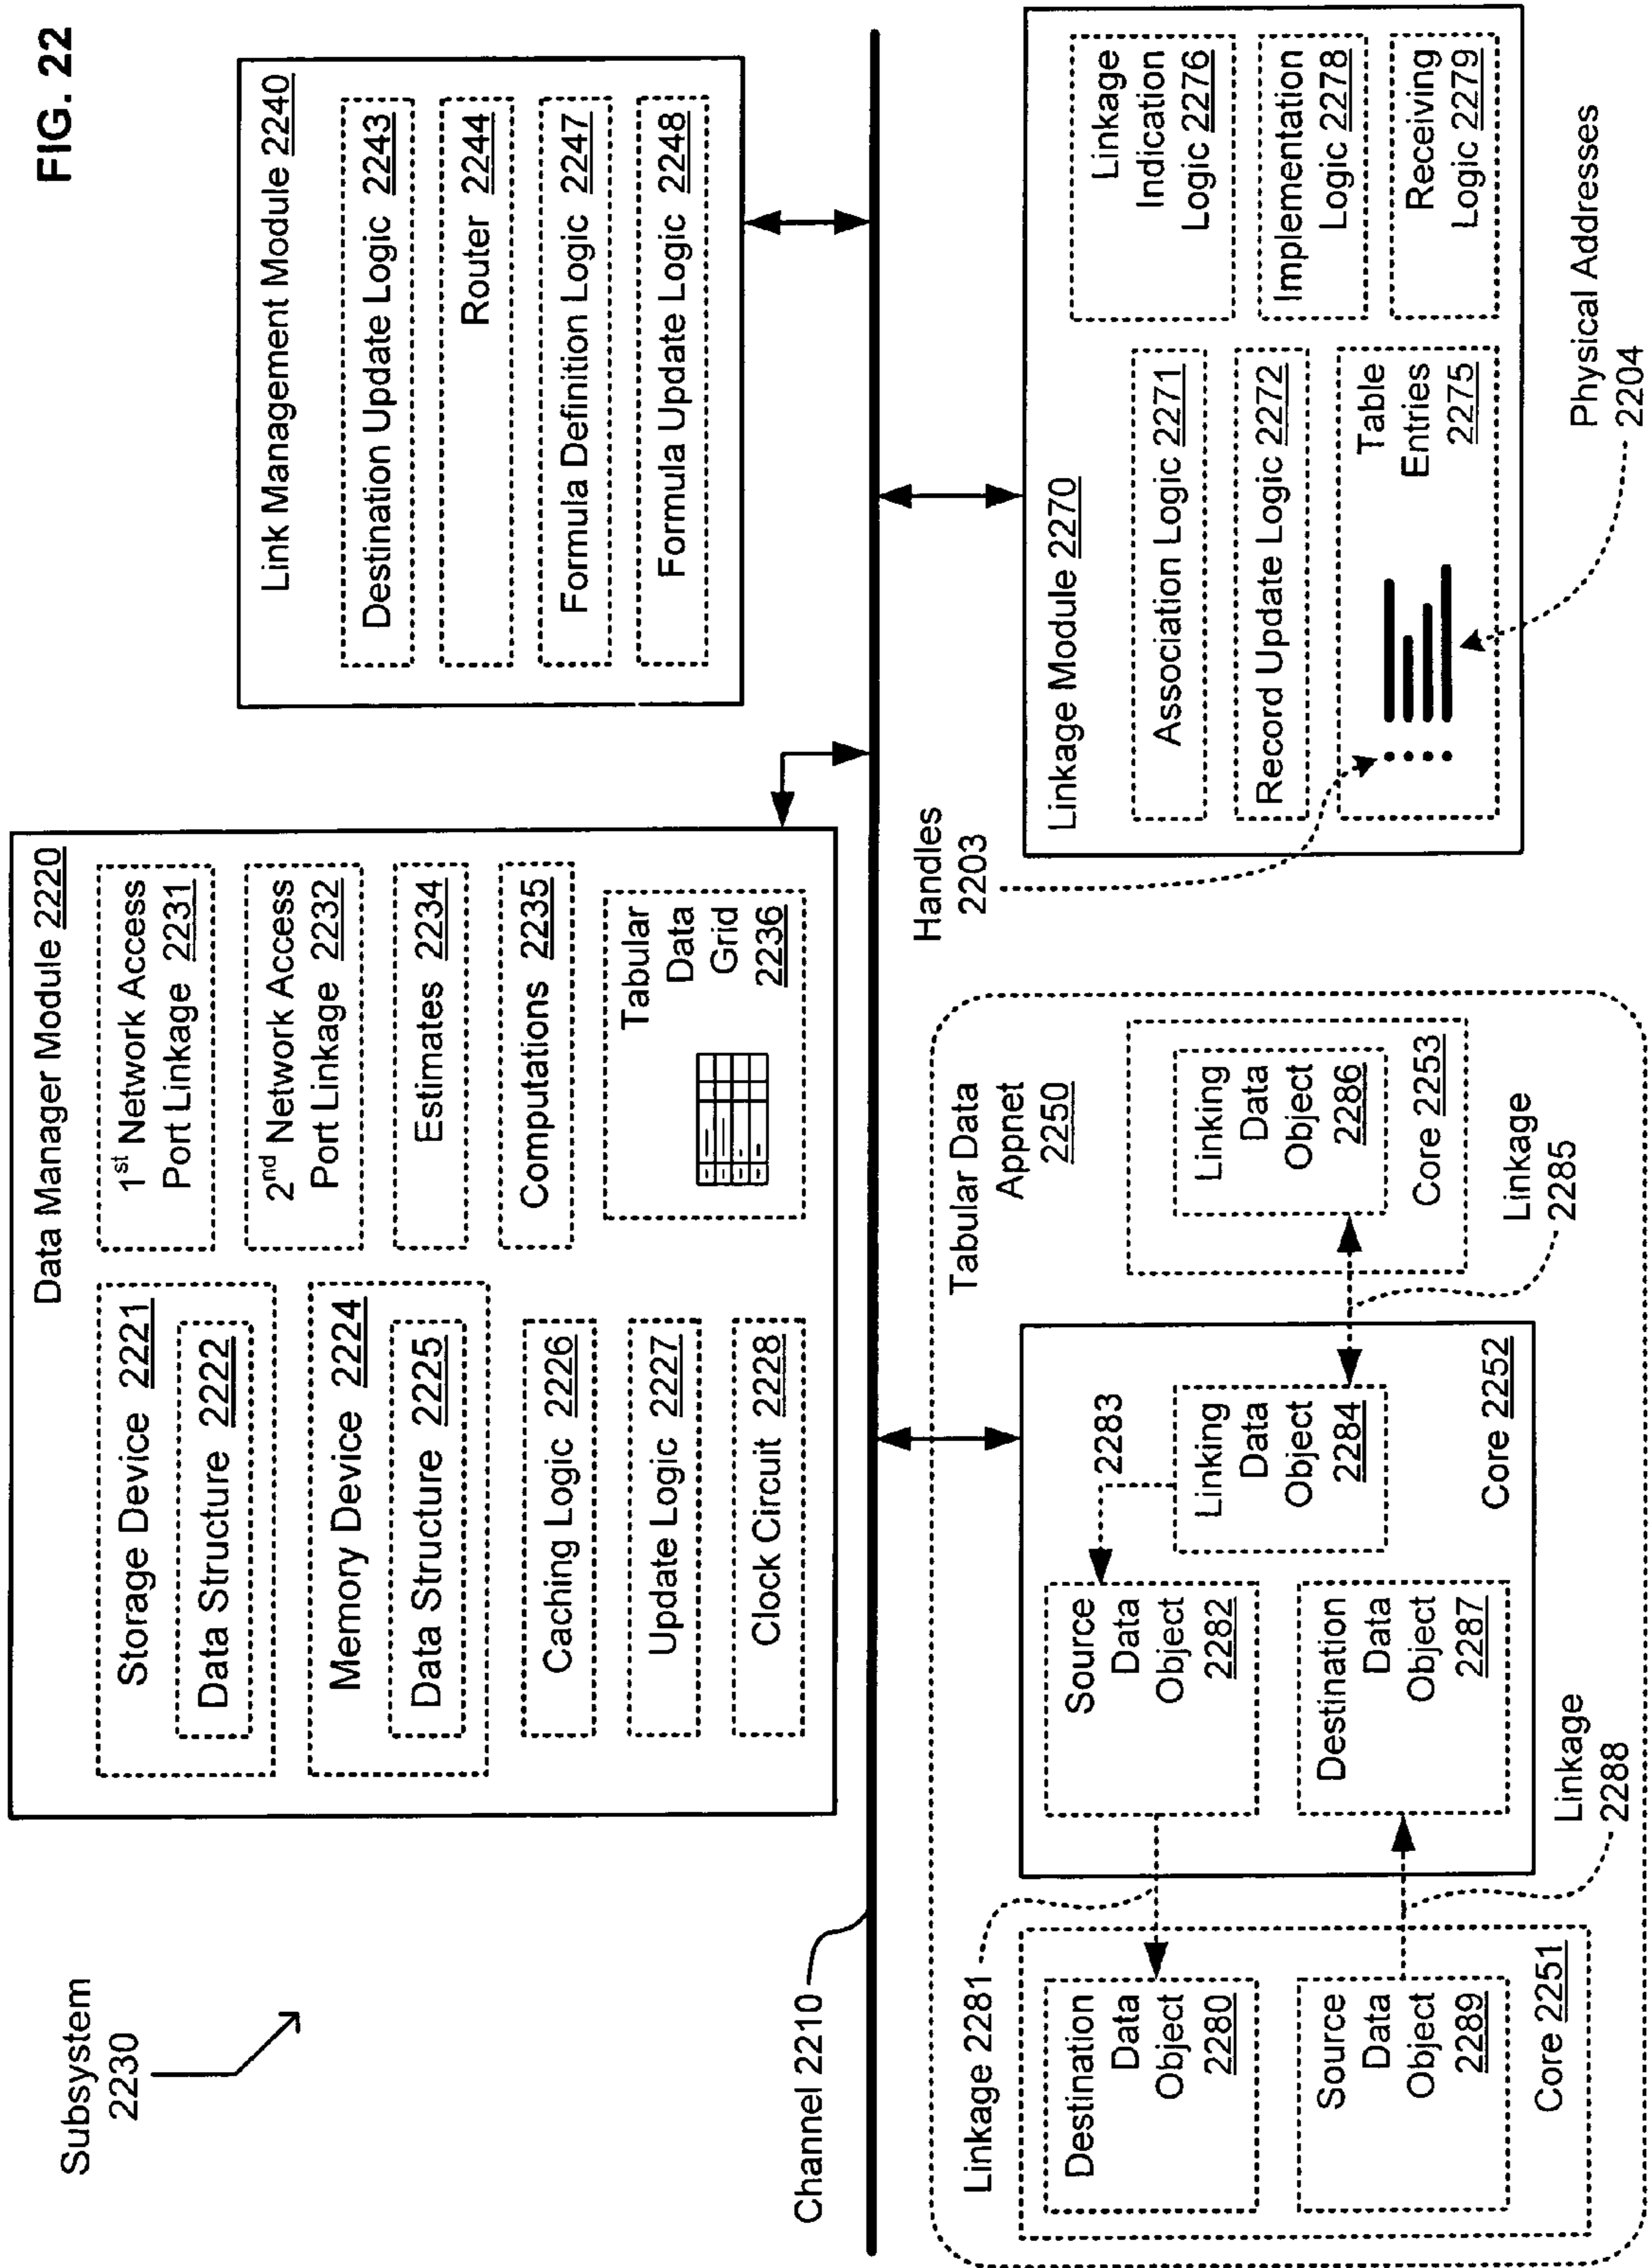 FIG. 22
Subsystem
2230
Data Manager Module 2220
Storage Device 2221
Data Structure 2222
Memory Device 2224
Data Structure 2225
Caching Logic 2226
Update Logic 2227
Clock Circuit 2228
1st Network Access
Port Linkage 2231
2nd Network Access
Port Linkage 2232
Estimates 2234
Computations 2235
Tabular
Data
Grid
2236
Link Management Module 2240
Destination Update Logic 2243
Router 2244
Formula Definition Logic 2247
Formula Update Logic 2248
Channel 2210
Tabular Data
Appnet
2250
Linkage 2281
Destination
Data
Object
2280
Source
Data
Object
2289
Core 2251
Source
Data
Object
2282
2283
Linking
Data
Object
2284
Destination
Data
Object
2287
Core 2252
Linkage
2288
Linking
Data
Object
2286
Core 2253
Linkage
2285
Handles
2203
Linkage Module 2270
Association Logic 2271
Record Update Logic 2272
Table
Entries
2275
Linkage
Indication
Logic 2276
Implementation
Logic 2278
Receiving
Logic 2279
Physical Addresses
2204